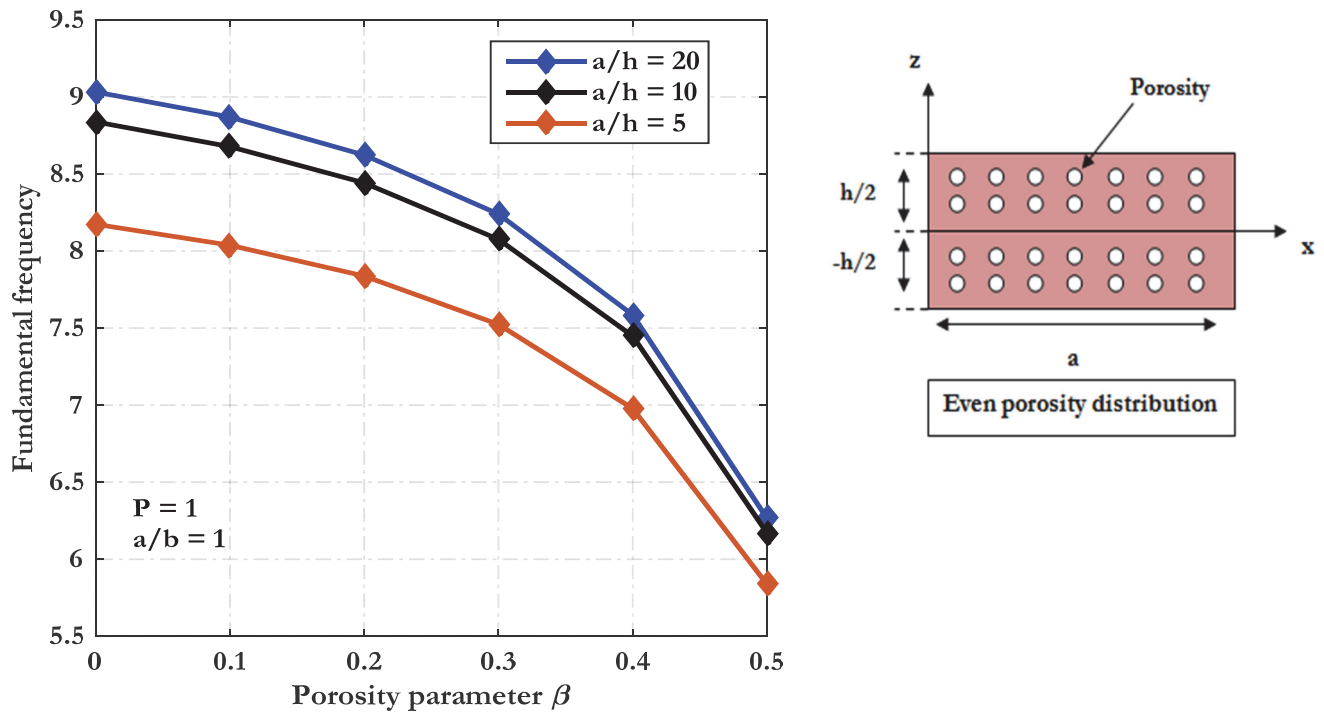 9.5
9
8.5
8
7.5
7
6.5
6
5.5
0
0.1
0.2
0.3
0.4
0.5
Fundamental frequency
Porosity parameter β
a/h = 20
a/h = 10
a/h = 5
P = 1
a/b = 1
z
Porosity
h/2
-h/2
x
a
Even porosity distribution